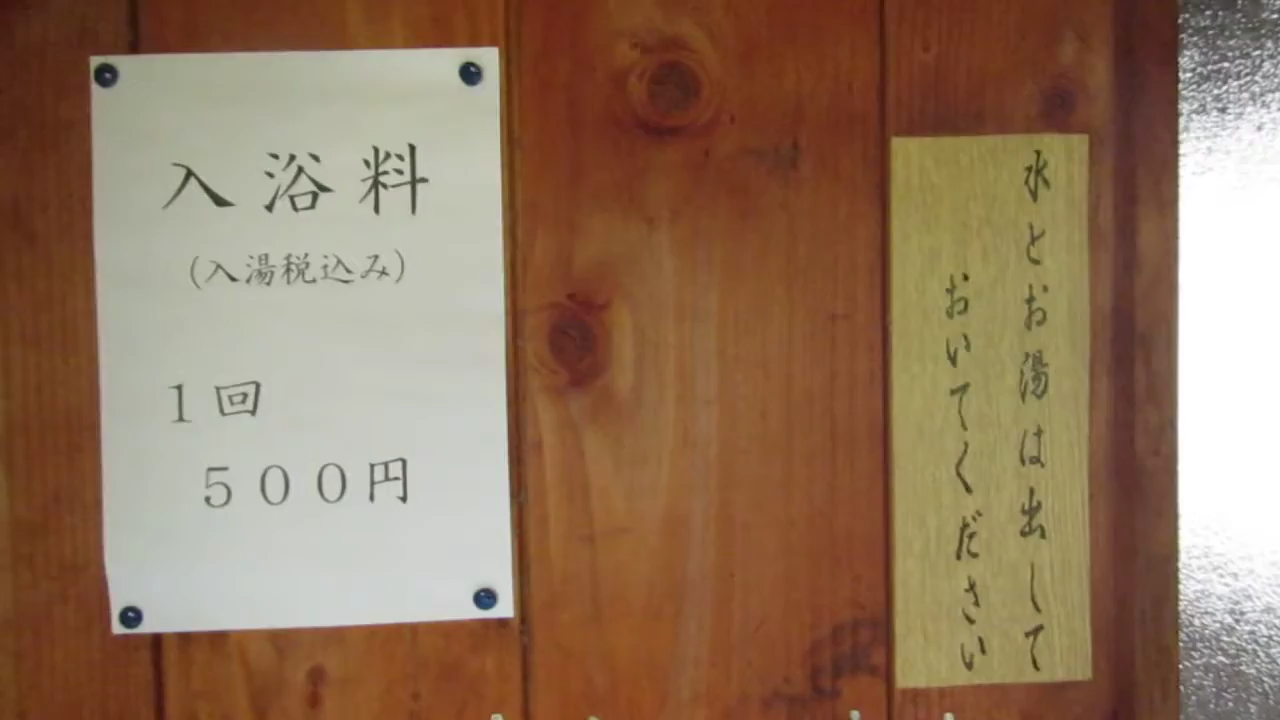 入浴料
(入湯税込み)
1回
500円
水とお湯は出して
おいてください